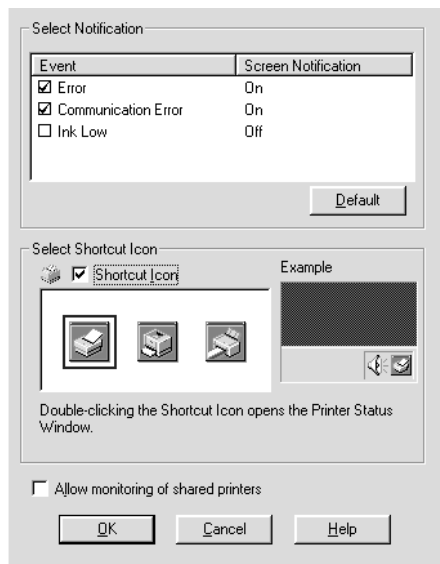 Select Notification
Event Screen Notification
Error On
Communication Error On
Ink Low Off
Default
Select Shortcut Icon
Shortcut Icon
Example
Double-clicking the Shortcut Icon opens the Printer Status
Window.
Allow monitoring of shared printers
OK Cancel Help